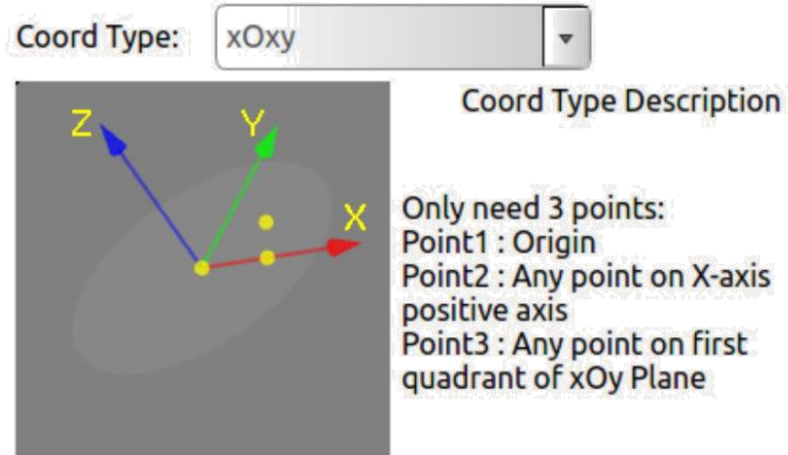 Coord Type: xOxy
Coord Type Description
Z
Y
X
Only need 3 points:
Point1 : Origin
Point2 : Any point on X-axis
positive axis
Point3 : Any point on first
quadrant of xOy Plane